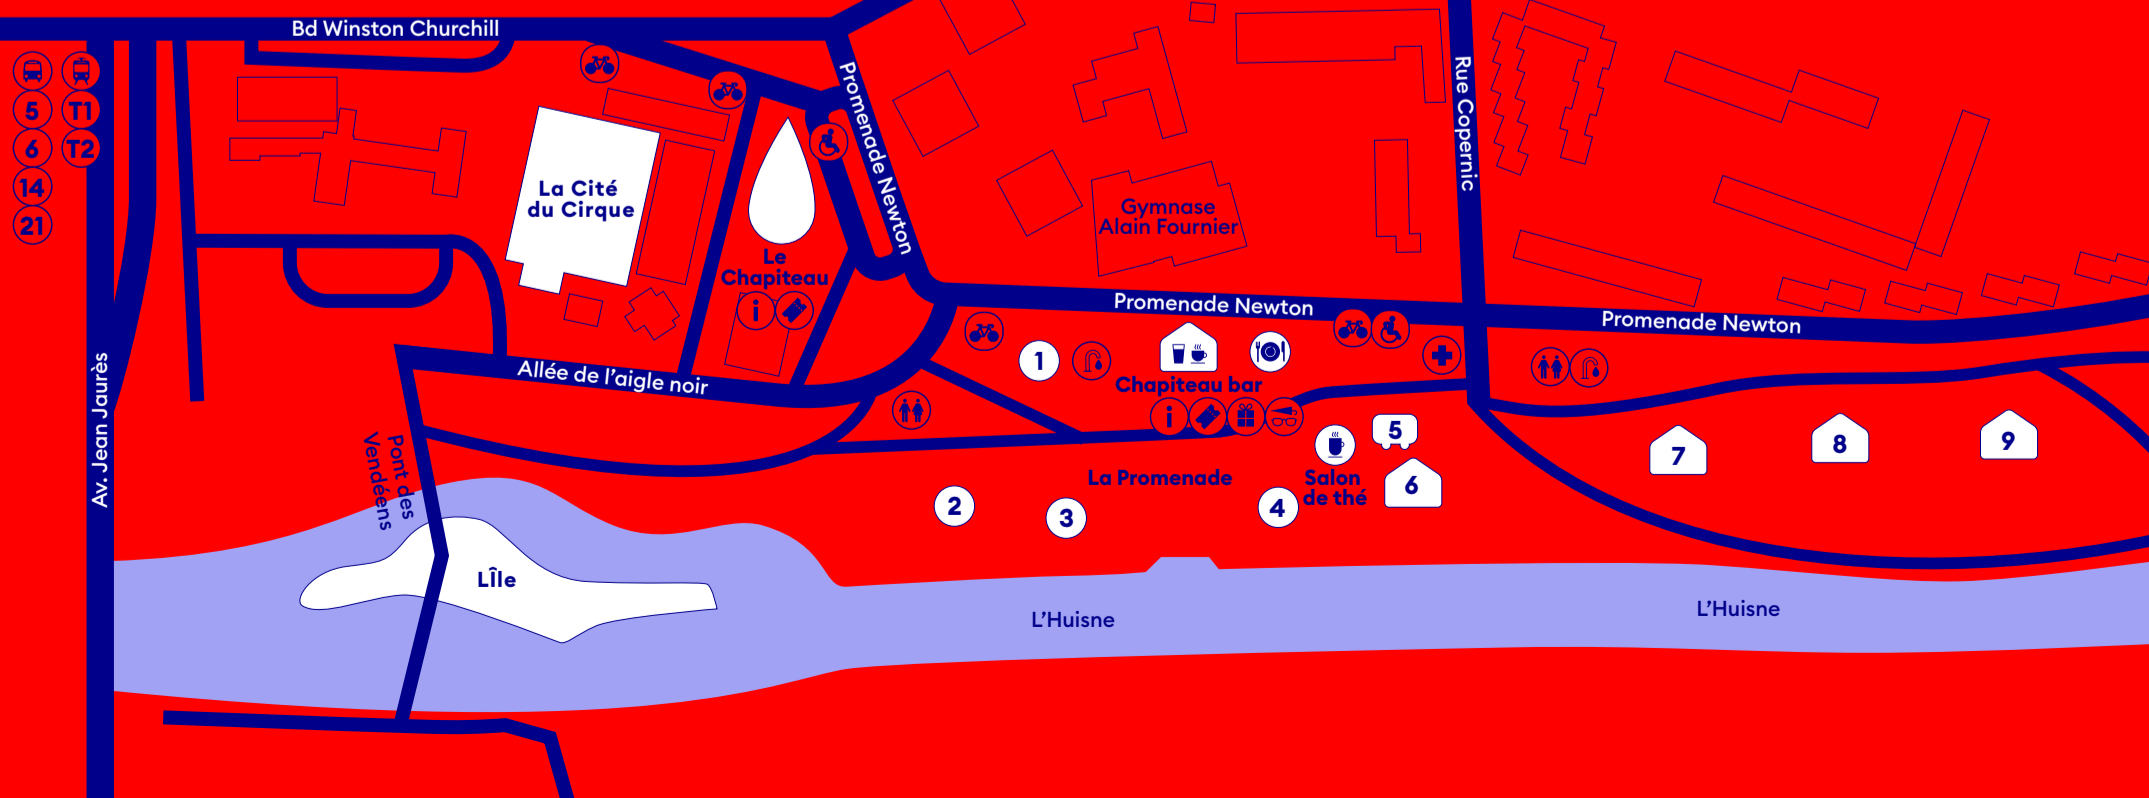 Bd Winston Churchill
5
T1
6
T2
14
21
Av. Jean Jaurès
La Cité
du Cirque
Le
Chapiteau
i
Promenade Newton
Gymnase
Alain Fournier
Rue Copernic
Promenade Newton
Promenade Newton
Allée de l’aigle noir
Pont des
Vendéens
1
Chapiteau bar
i
La Promenade
Salon
de thé
2
3
4
5
6
7
8
9
LÎle
L’Huisne
L’Huisne